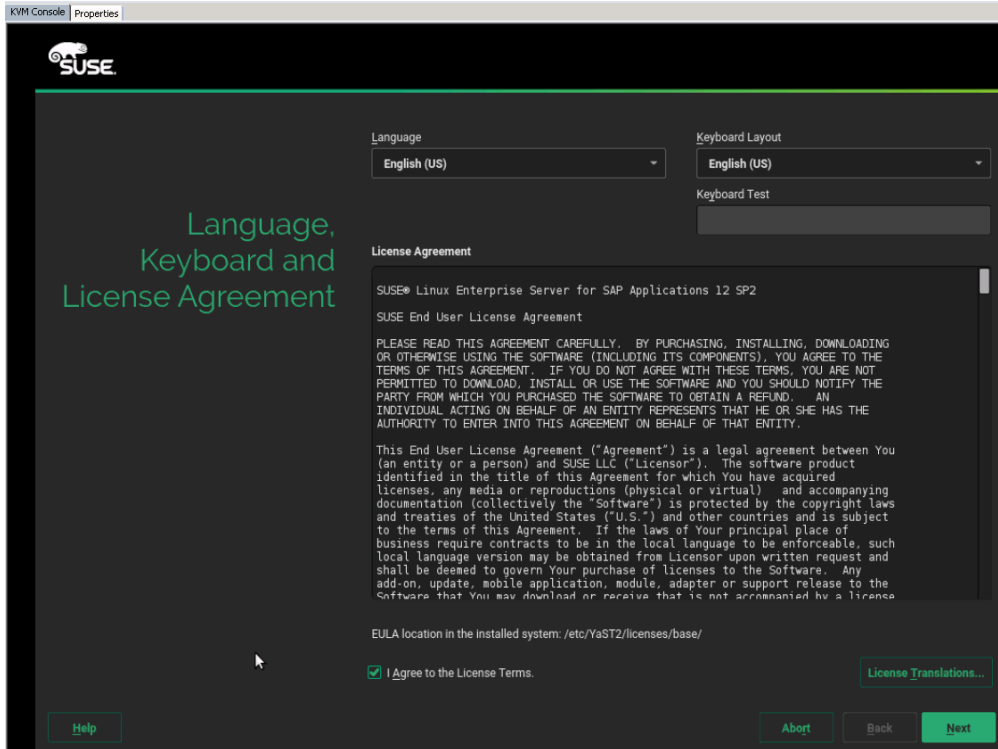 KVM Console Properties
SUSE.
Language, Keyboard and License Agreement
Language
English (US)
Keyboard Layout
English (US)
Keyboard Test
License Agreement
SUSE® Linux Enterprise Server for SAP Applications 12 SP2
SUSE End User License Agreement
PLEASE READ THIS AGREEMENT CAREFULLY.  BY PURCHASING, INSTALLING, DOWNLOADING
OR OTHERWISE USING THE SOFTWARE (INCLUDING ITS COMPONENTS), YOU AGREE TO THE
TERMS OF THIS AGREEMENT.  IF YOU DO NOT AGREE WITH THESE TERMS, YOU ARE NOT
PERMITTED TO DOWNLOAD, INSTALL OR USE THE SOFTWARE AND YOU SHOULD NOTIFY THE
PARTY FROM WHICH YOU PURCHASED THE SOFTWARE TO OBTAIN A REFUND.   AN
INDIVIDUAL ACTING ON BEHALF OF AN ENTITY REPRESENTS THAT HE OR SHE HAS THE
AUTHORITY TO ENTER INTO THIS AGREEMENT ON BEHALF OF THAT ENTITY.
This End User License Agreement (“Agreement”) is a legal agreement between You
(an entity or a person) and SUSE LLC (“Licensor”).  The software product
identified in the title of this Agreement for which You have acquired
licenses, any media or reproductions (physical or virtual)   and accompanying
documentation (collectively the “Software”) is protected by the copyright laws
and treaties of the United States (“U.S.”) and other countries and is subject
to the terms of this Agreement.  If the laws of Your principal place of
business require contracts to be in the local language to be enforceable, such
local language version may be obtained from Licensor upon written request and
shall be deemed to govern Your purchase of licenses to the Software.  Any
add-on, update, mobile application, module, adapter or support release to the
Software that You may download or receive that is not accompanied by a license
EULA location in the installed system: /etc/YaST2/licenses/base/
I Agree to the License Terms.
License Translations...
Help
Abort
Back
Next